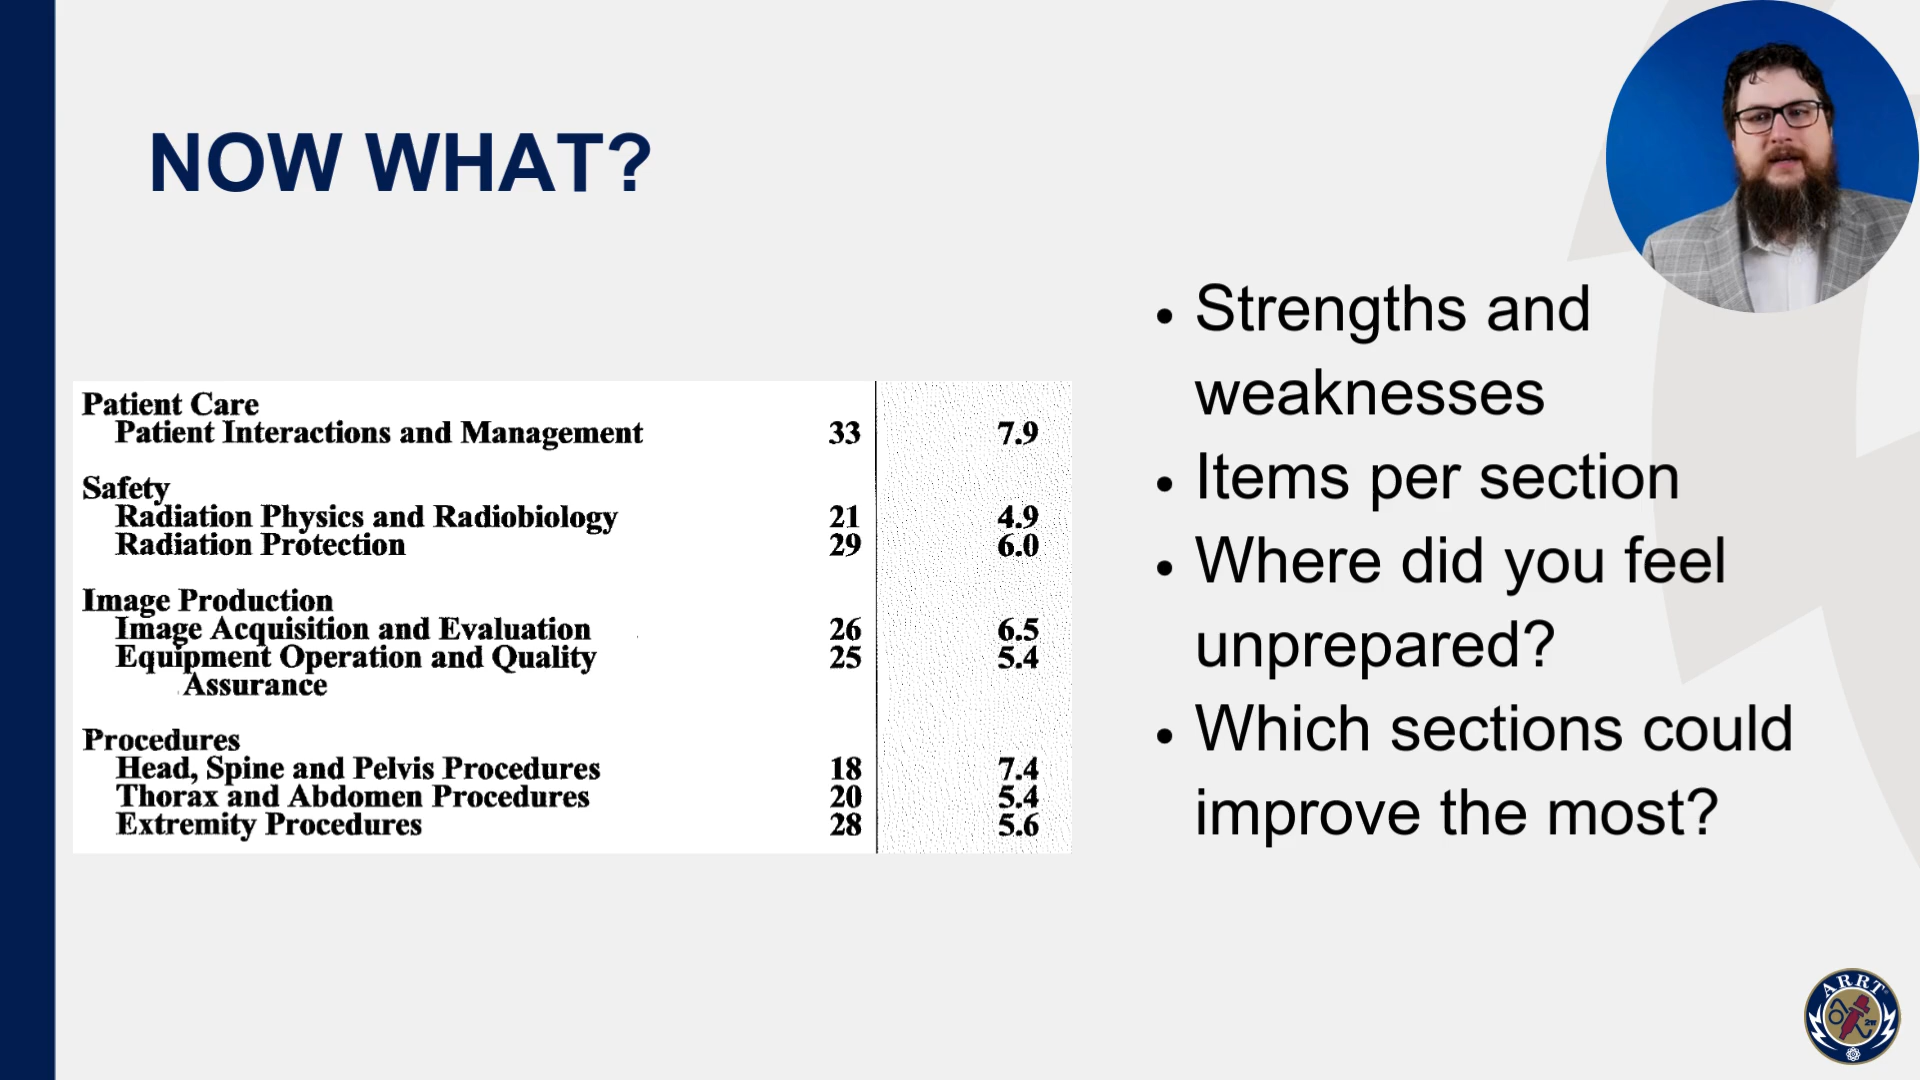 NOW WHAT?
Patient Care
Patient Interactions and Management 33 7.9
Safety
Radiation Physics and Radiobiology 21 4.9
Radiation Protection 29 6.0
Image Production
Image Acquisition and Evaluation 26 6.5
Equipment Operation and Quality 25 5.4
Assurance
Procedures
Head, Spine and Pelvis Procedures 18 7.4
Thorax and Abdomen Procedures 20 5.4
Extremity Procedures 28 5.6
• Strengths and
weaknesses
• Items per section
• Where did you feel
unprepared?
• Which sections could
improve the most?
ARRT